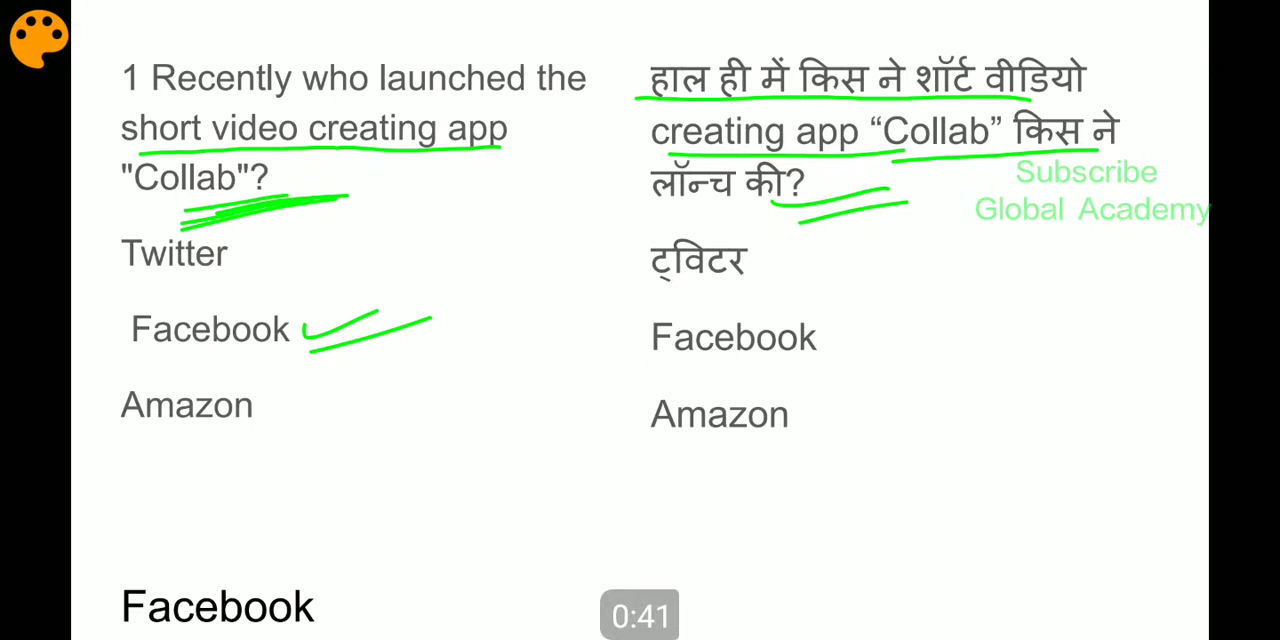 1 Recently who launched the
short video creating app
"Collab"?
Twitter
Facebook
Amazon
Facebook
हाल ही में किस ने शॉर्ट वीडियो
creating app “Collab” किस ने
लॉन्च की?
Subscribe
Global Academy
ट्विटर
Facebook
Amazon
0:41